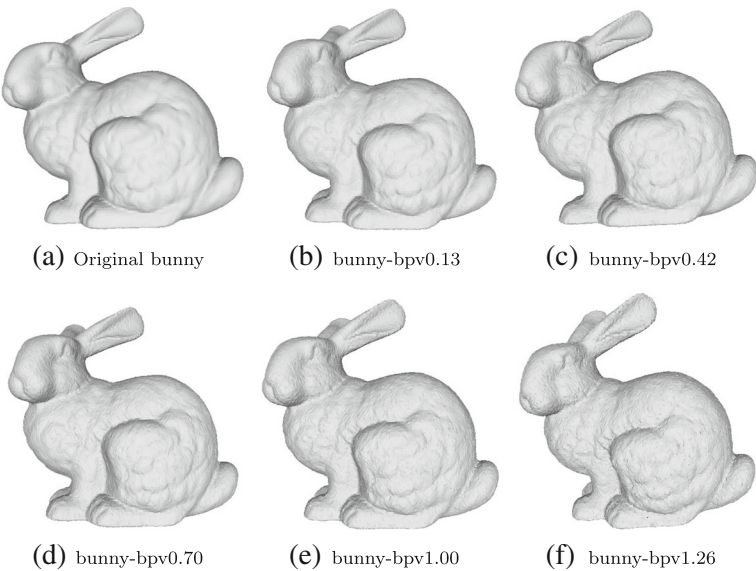 (a) Original bunny
(b) bunny-bpv0.13
(c) bunny-bpv0.42
(d) bunny-bpv0.70
(e) bunny-bpv1.00
(f) bunny-bpv1.26